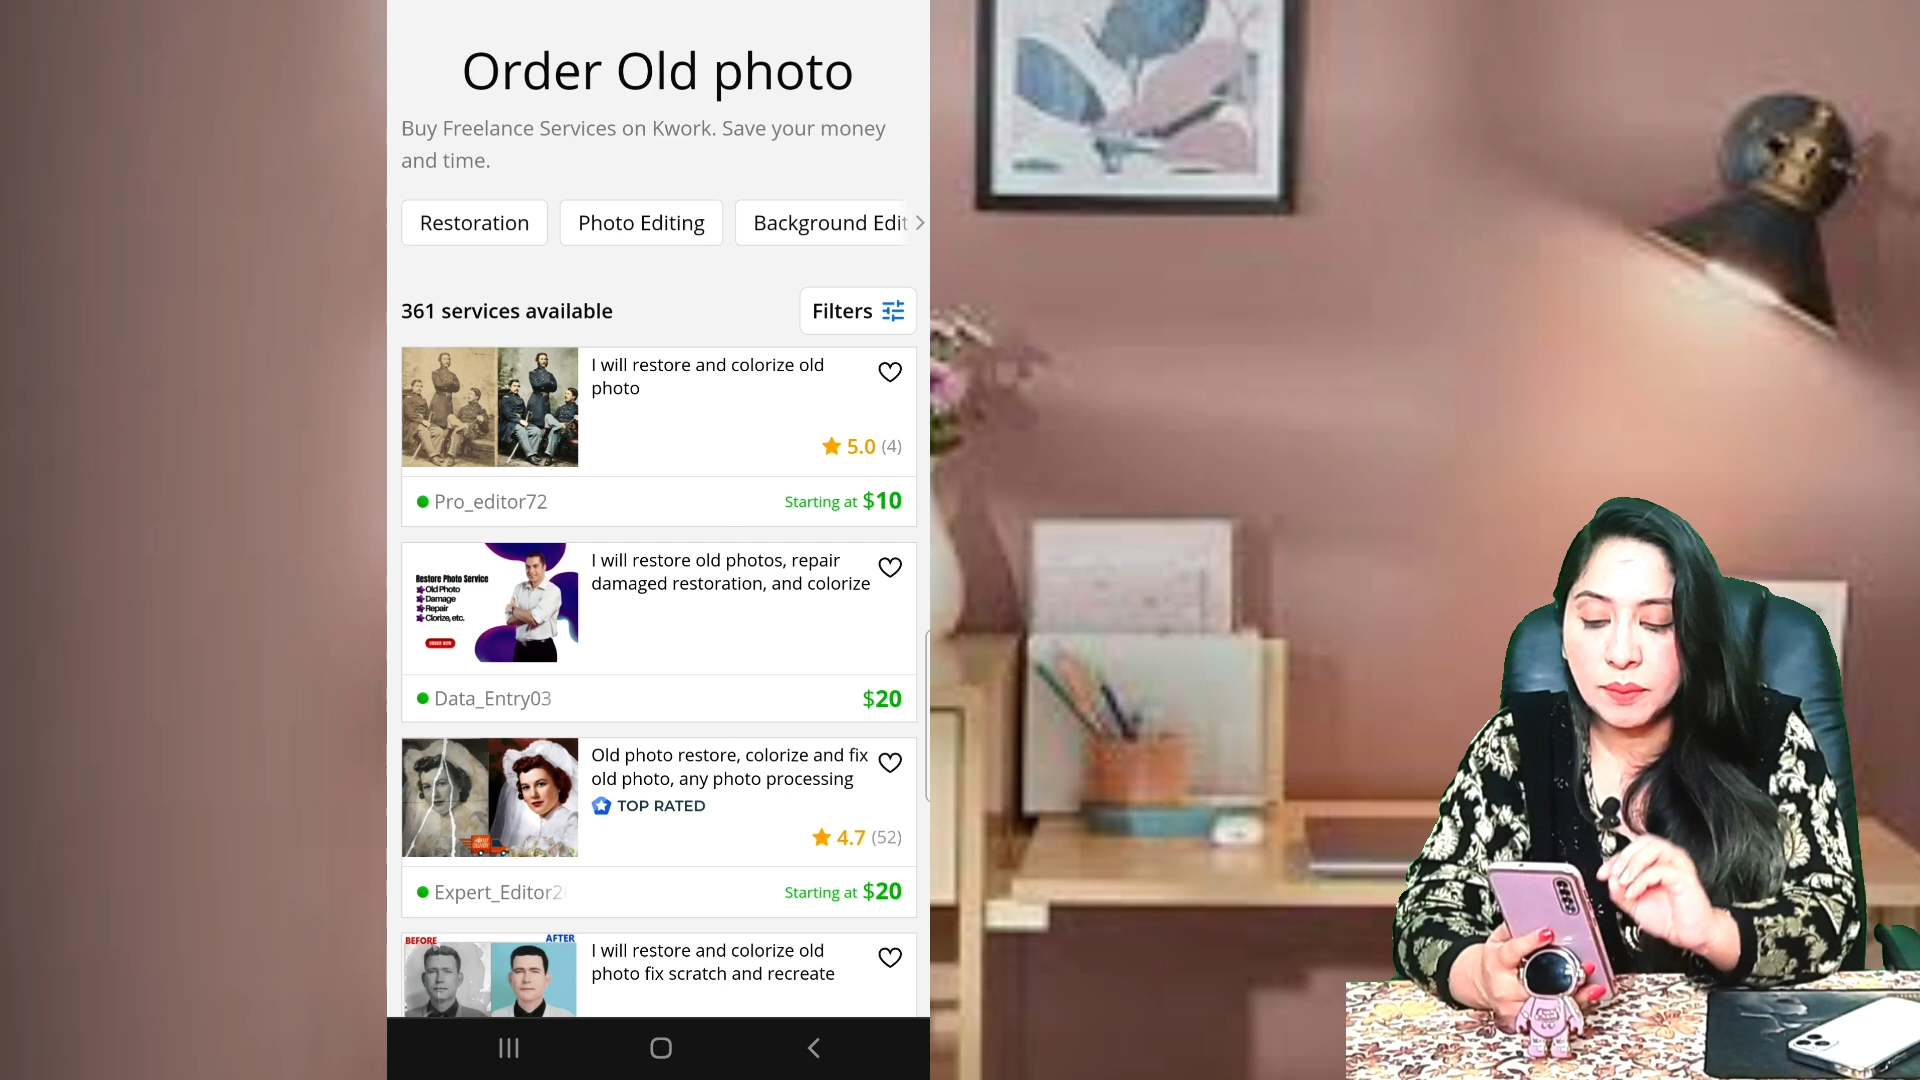 Order Old photo
Buy Freelance Services on Kwork. Save your money
and time.
Restoration
Photo Editing
Background Edit
361 services available
Filters
I will restore and colorize old
photo
5.0 (4)
Pro_editor72
Starting at $10
Restore Photo Service
Old Photo
Damage
Repair
Clorize, etc.
ORDER NOW
I will restore old photos, repair
damaged restoration, and colorize
Data_Entry03
$20
Old photo restore, colorize and fix
old photo, any photo processing
TOP RATED
4.7 (52)
Expert_Editor2
Starting at $20
BEFORE
AFTER
I will restore and colorize old
photo fix scratch and recreate